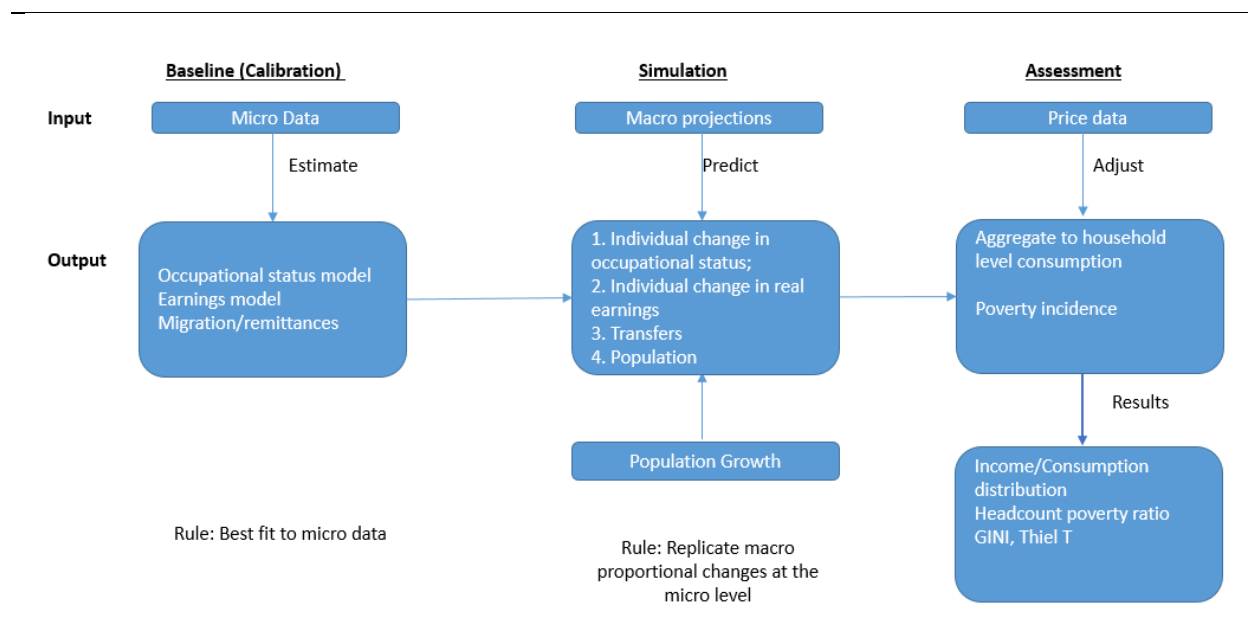 Baseline (Calibration)
Simulation
Assessment
Input
Micro Data
Macro projections
Price data
Estimate
Predict
Adjust
Output
Occupational status model
Earnings model
Migration/remittances
1. Individual change in
occupational status;
2. Individual change in real
earnings
3. Transfers
4. Population
Aggregate to household
level consumption
Poverty incidence
Results
Population Growth
Income/Consumption
distribution
Headcount poverty ratio
GINI, Thiel T
Rule: Best fit to micro data
Rule: Replicate macro
proportional changes at the
micro level